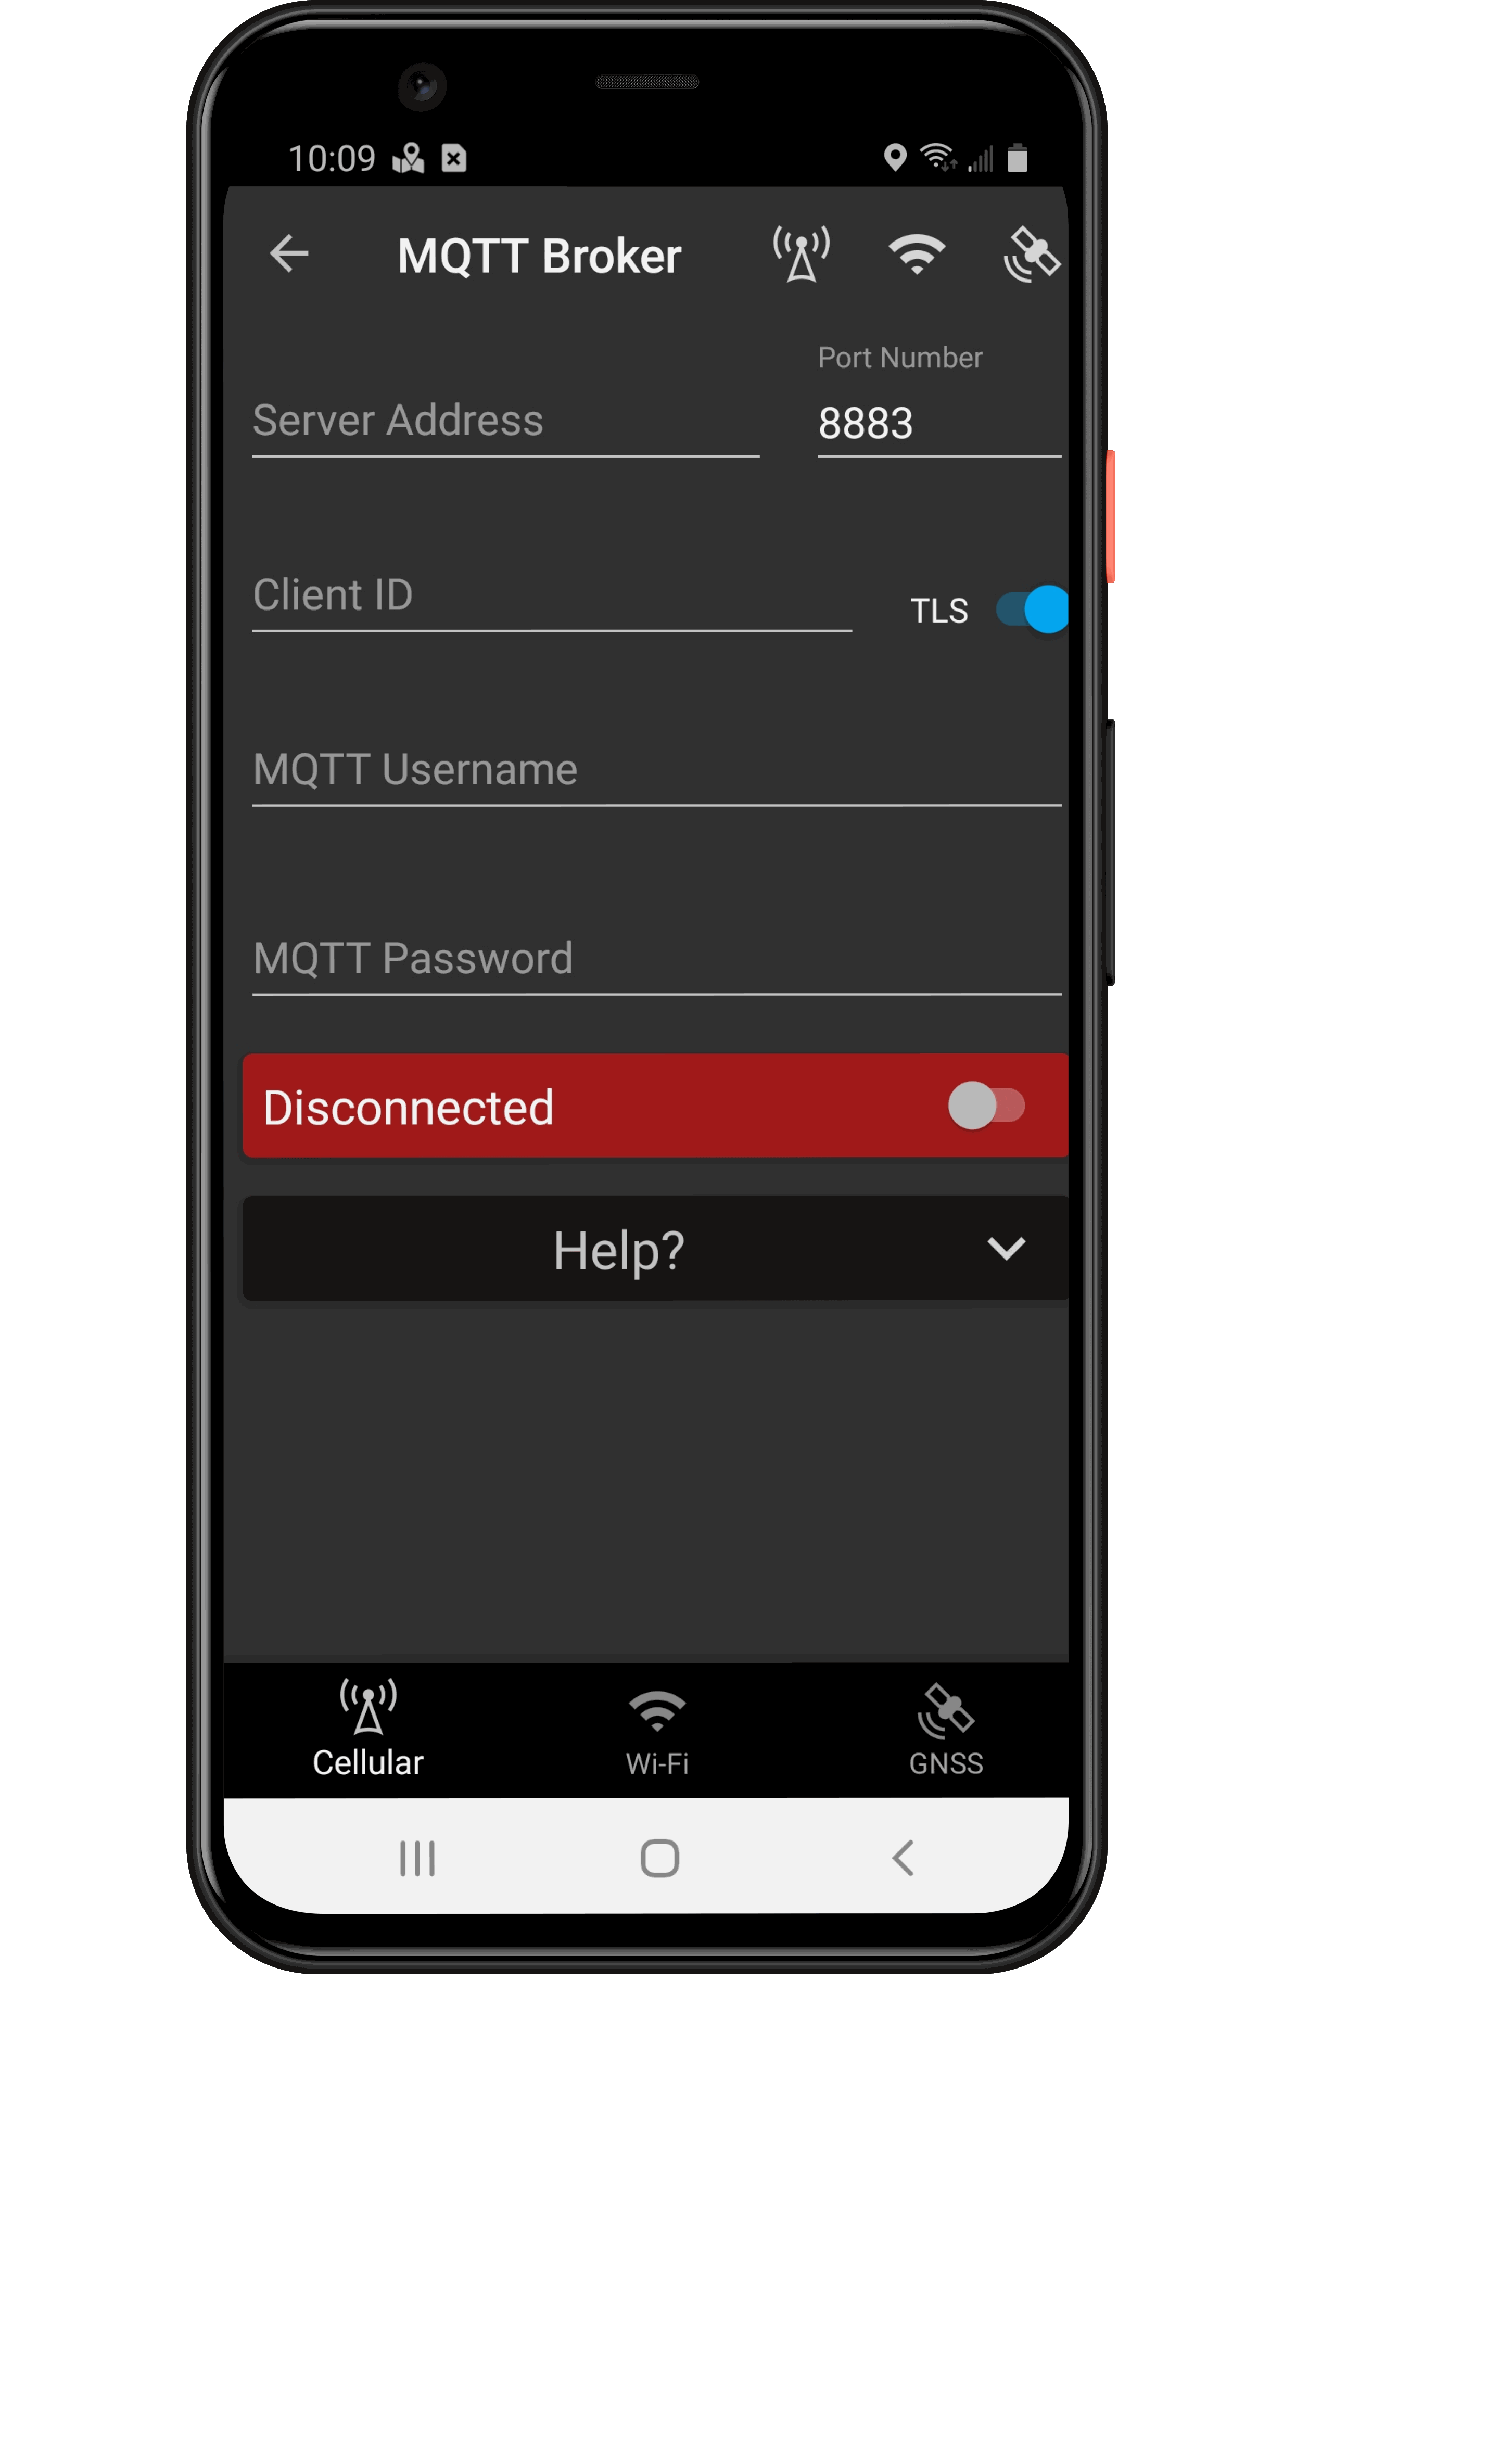 10:09
MQTT Broker
Port Number
Server Address
8883
Client ID
TLS
MQTT Username
MQTT Password
Disconnected
Help?
Cellular
Wi-Fi
GNSS